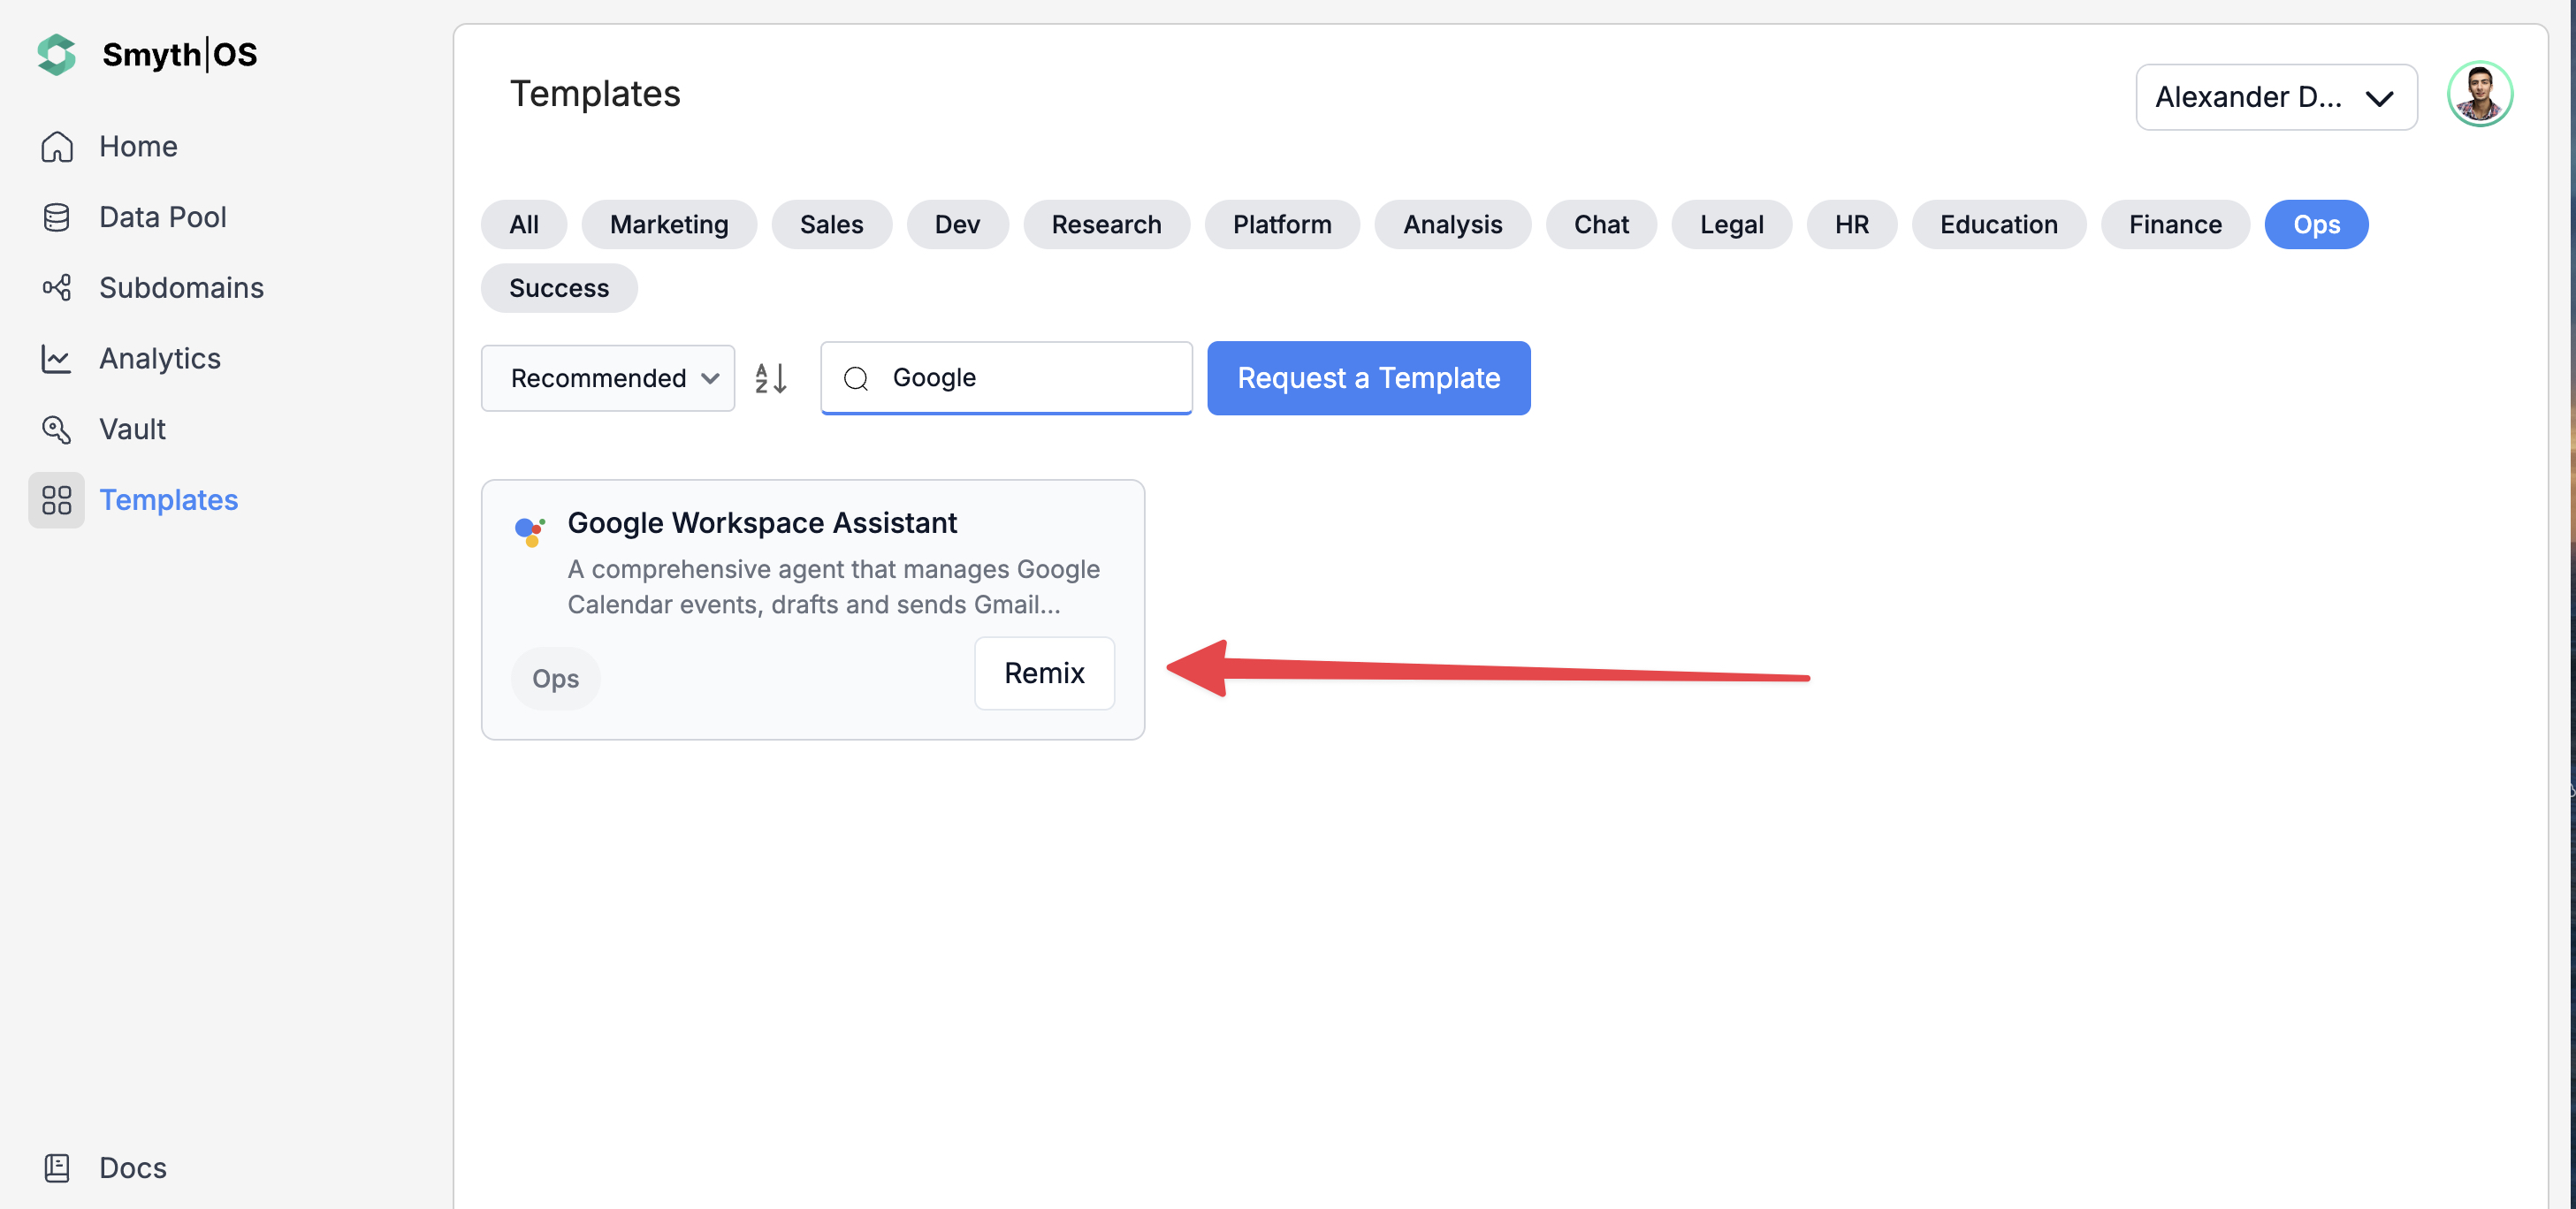 Smyth|OS
Home
Data Pool
Subdomains
Analytics
Vault
Templates
Docs
Templates
Alexander D...
All Marketing Sales Dev Research Platform Analysis Chat Legal HR Education Finance Ops
Success
Recommended
A
Z
Google
Request a Template
Google Workspace Assistant
A comprehensive agent that manages Google
Calendar events, drafts and sends Gmail...
Ops
Remix